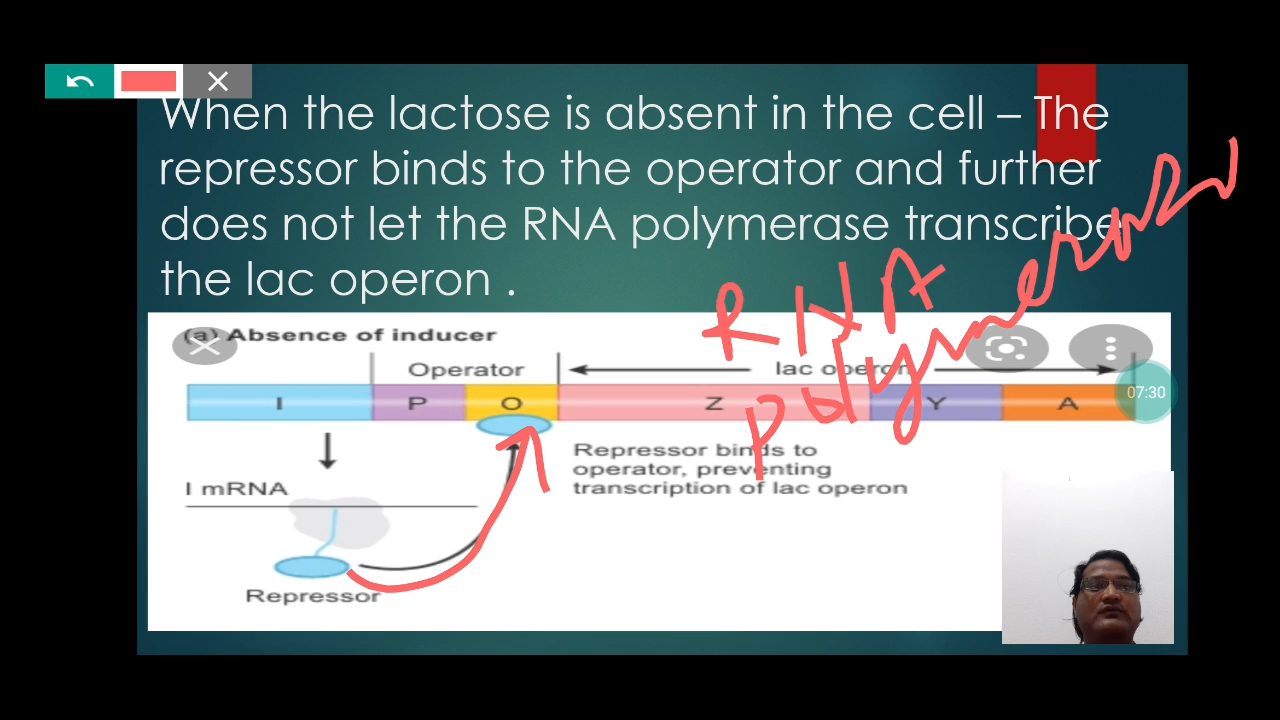 When the lactose is absent in the cell – The
repressor binds to the operator and further
does not let the RNA polymerase transcribe
the lac operon .
RNA
polymerase
(a) Absence of inducer
Operator
lac operon
I P O Z Y A
07:30
Repressor binds to
operator, preventing
transcription of lac operon
I mRNA
Repressor